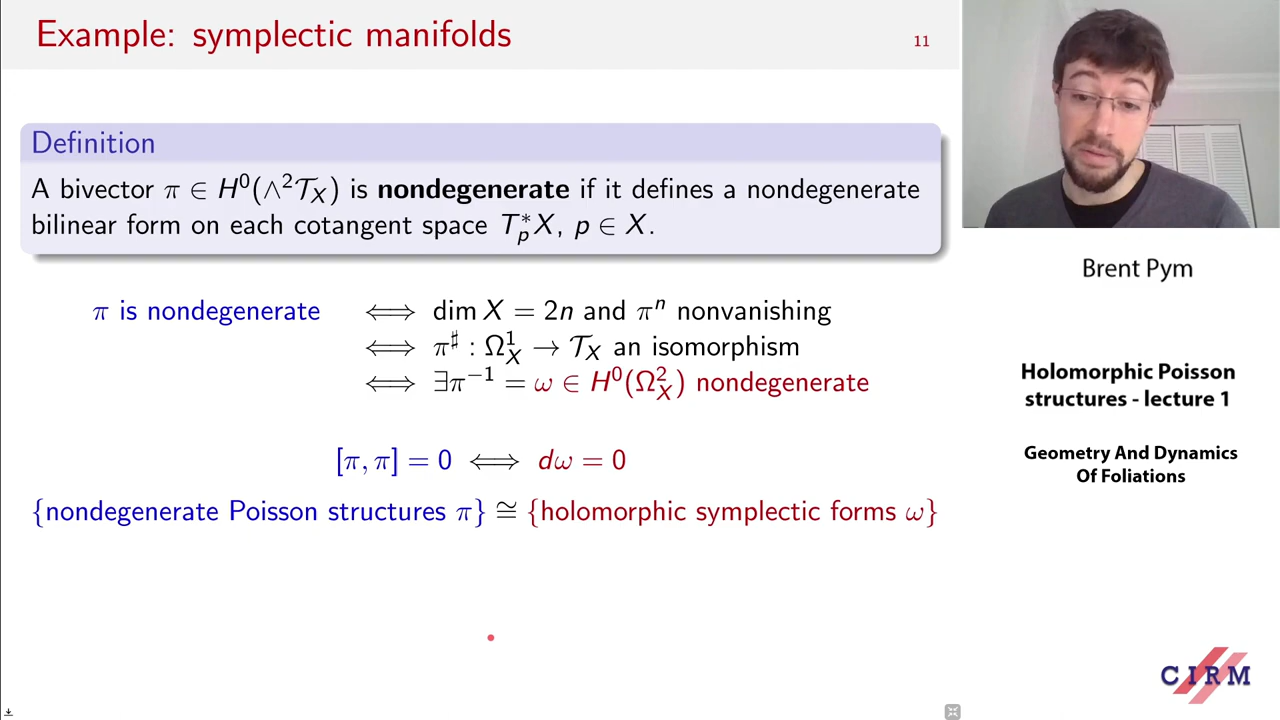 Example: symplectic manifolds
11
Definition
A bivector π ∈ H⁰(∧²𝒯_X) is nondegenerate if it defines a nondegenerate
bilinear form on each cotangent space T*_pX, p ∈ X.
π is nondegenerate ⟺ dim X = 2n and πⁿ nonvanishing
⟺ π^♯ : Ω¹_X → 𝒯_X an isomorphism
⟺ ∃π⁻¹ = ω ∈ H⁰(Ω²_X) nondegenerate
[π, π] = 0 ⟺ dω = 0
{nondegenerate Poisson structures π} ≅ {holomorphic symplectic forms ω}
Brent Pym
Holomorphic Poisson
structures - lecture 1
Geometry And Dynamics
Of Foliations
CIRM